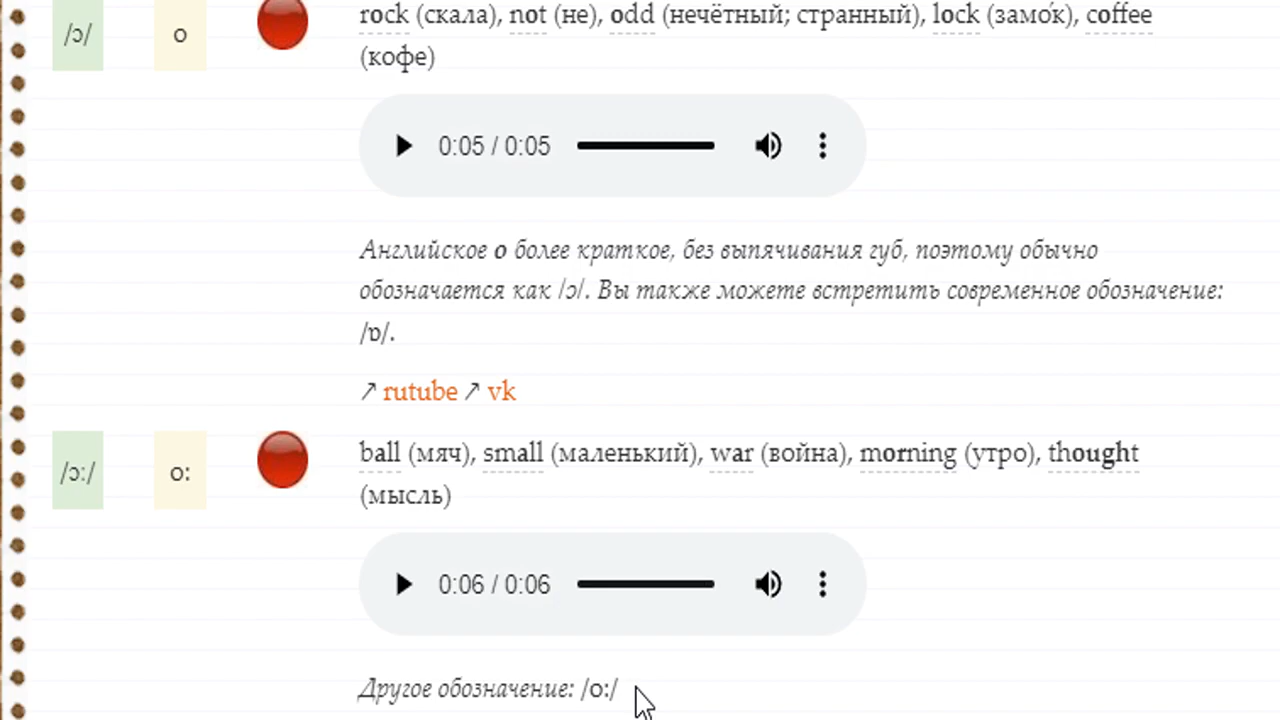 /ɔ/ о rock (скала), not (не), odd (нечётный; странный), lock (замо́к), coffee
(кофе)
0:05 / 0:05
Английское о более краткое, без выпячивания губ, поэтому обычно
обозначается как /ɔ/. Вы также можете встретить современное обозначение:
/ɒ/.
↗ rutube ↗ vk
/ɔ:/ о: ball (мяч), small (маленький), war (война), morning (утро), thought
(мысль)
0:06 / 0:06
Другое обозначение: /o:/